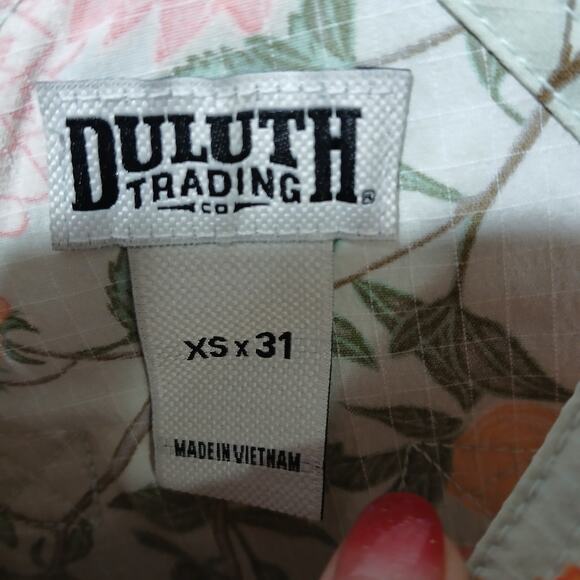 DULUTH
TRADING
CO
®
XS x 31
MADE IN VIETNAM